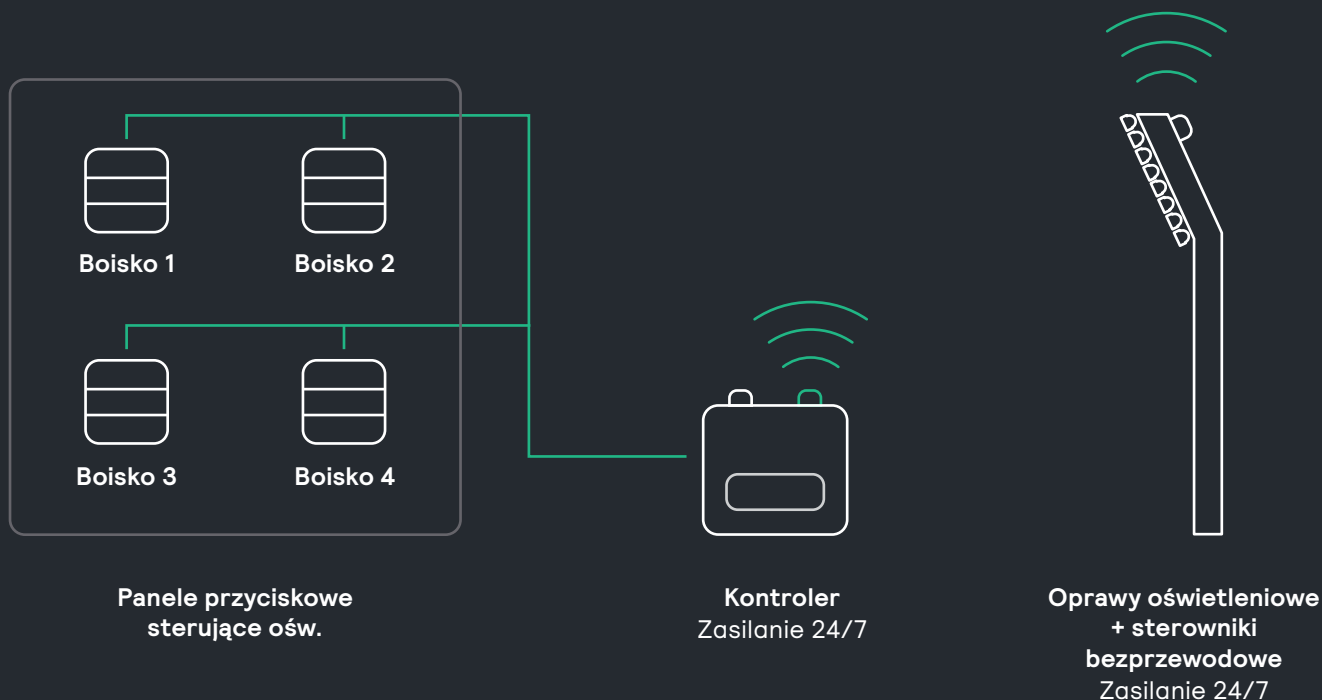 Boisko 1
Boisko 2
Boisko 3
Boisko 4
Panele przyciskowe
sterujące ośw.
Kontroler
Zasilanie 24/7
Oprawy oświetleniowe
+ sterowniki
bezprzewodowe
Zasilanie 24/7